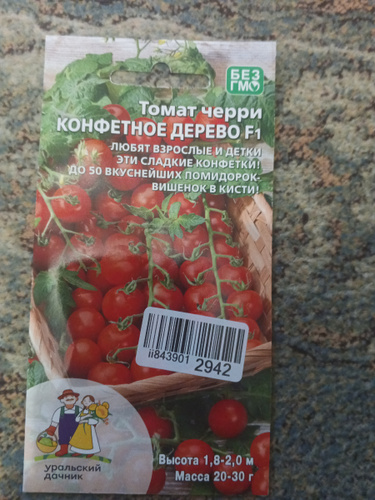 БЕЗ
ГМО
Томат черри
КОНФЕТНОЕ ДЕРЕВО F1
ЛЮБЯТ ВЗРОСЛЫЕ И ДЕТКИ
ЭТИ СЛАДКИЕ КОНФЕТКИ!
ДО 50 ВКУСНЕЙШИХ ПОМИДОРОК-
ВИШЕНОК В КИСТИ!
ii843901 2942
уральский
дачник
Высота 1,8-2,0 м
Масса 20-30 г